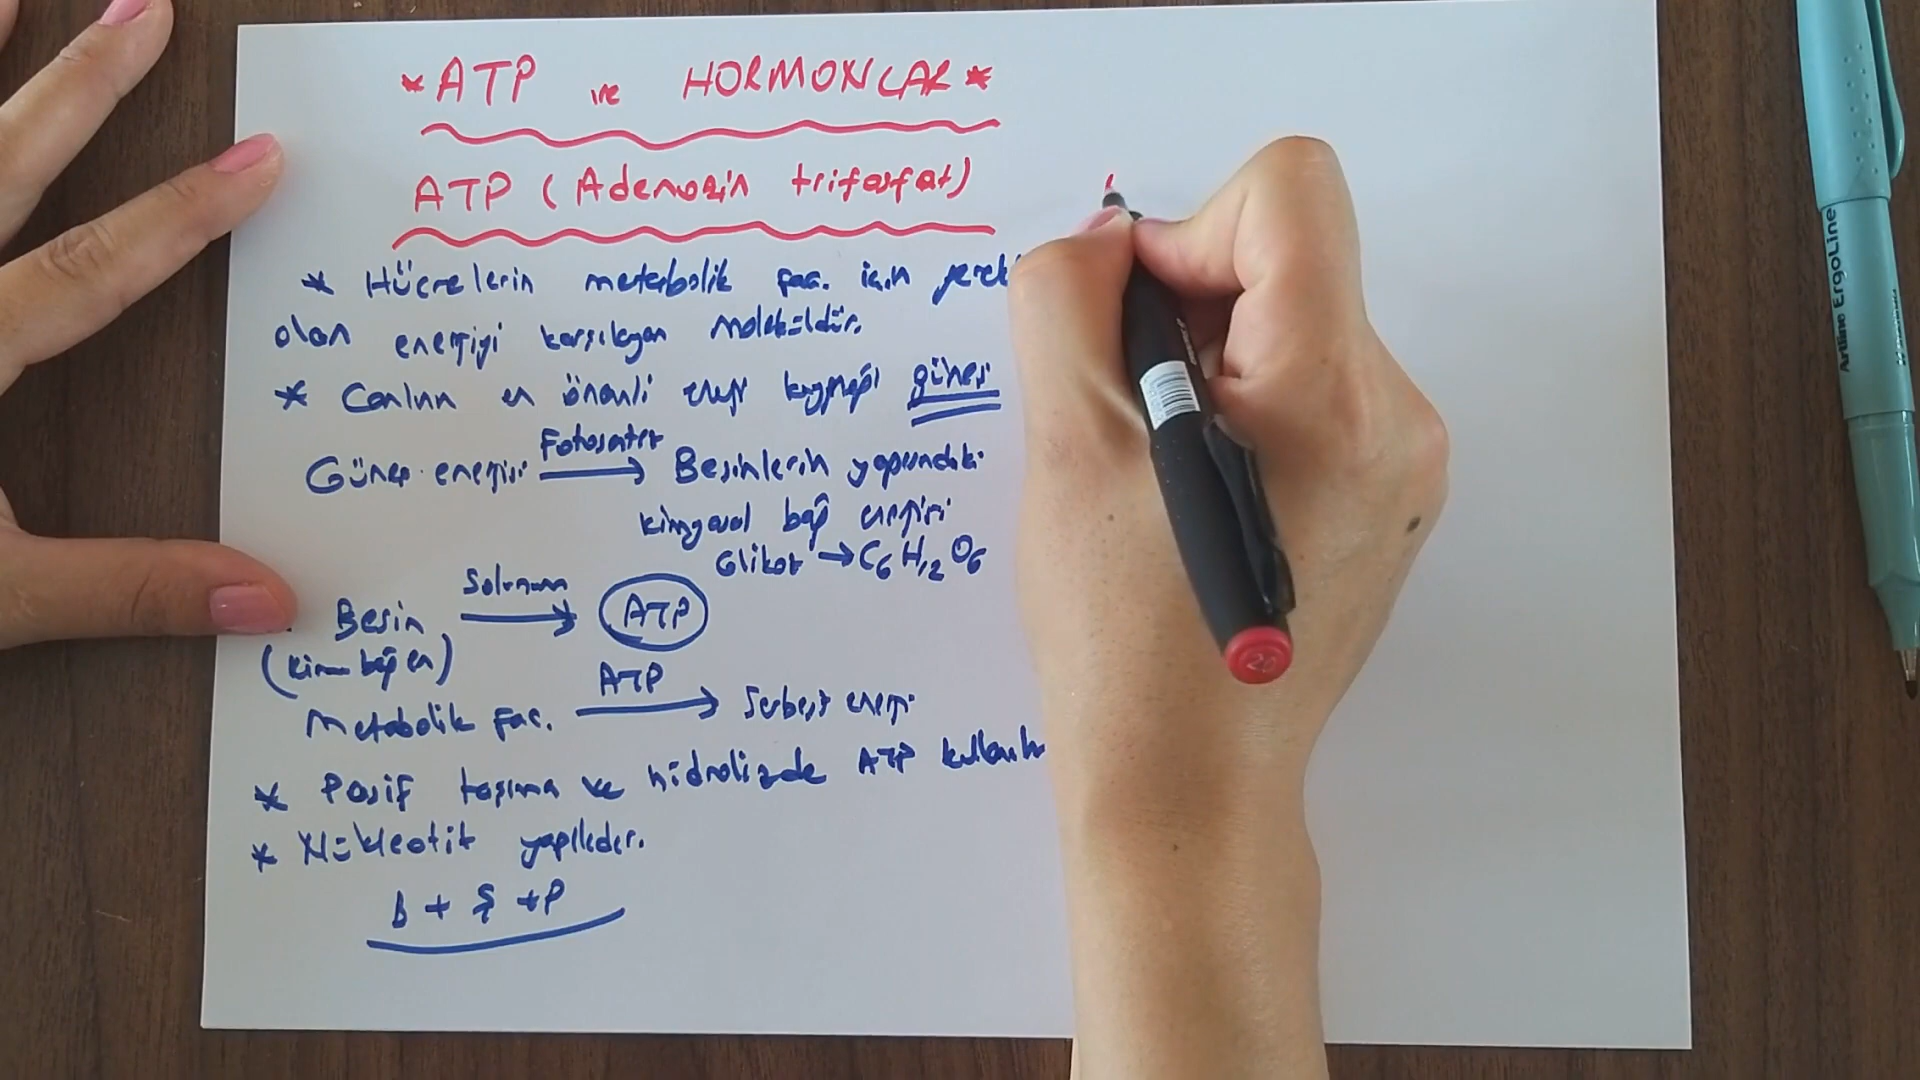 *ATP ve HORMONLAR*
ATP (Adenozin trifosfat)
* Hücrelerin metabolik faa. için
olan enerjiyi karşılayan moleküldür.
* Canlının en önemli enerji kaynağı güneş
Fotosentez
Güneş enerjisi → Besinlerin yapısındaki
kimyasal bağ enerjisi
Glikoz → C6H12O6
Solunum
Besin → ATP
(kim bağ en)
ATP
Metabolik faa. → Serbest enerji
* Pasif taşıma ve hidrolizde ATP
* Nükleotit yapılıdır.
b + ş + P
Artline ErgoLine
2.0